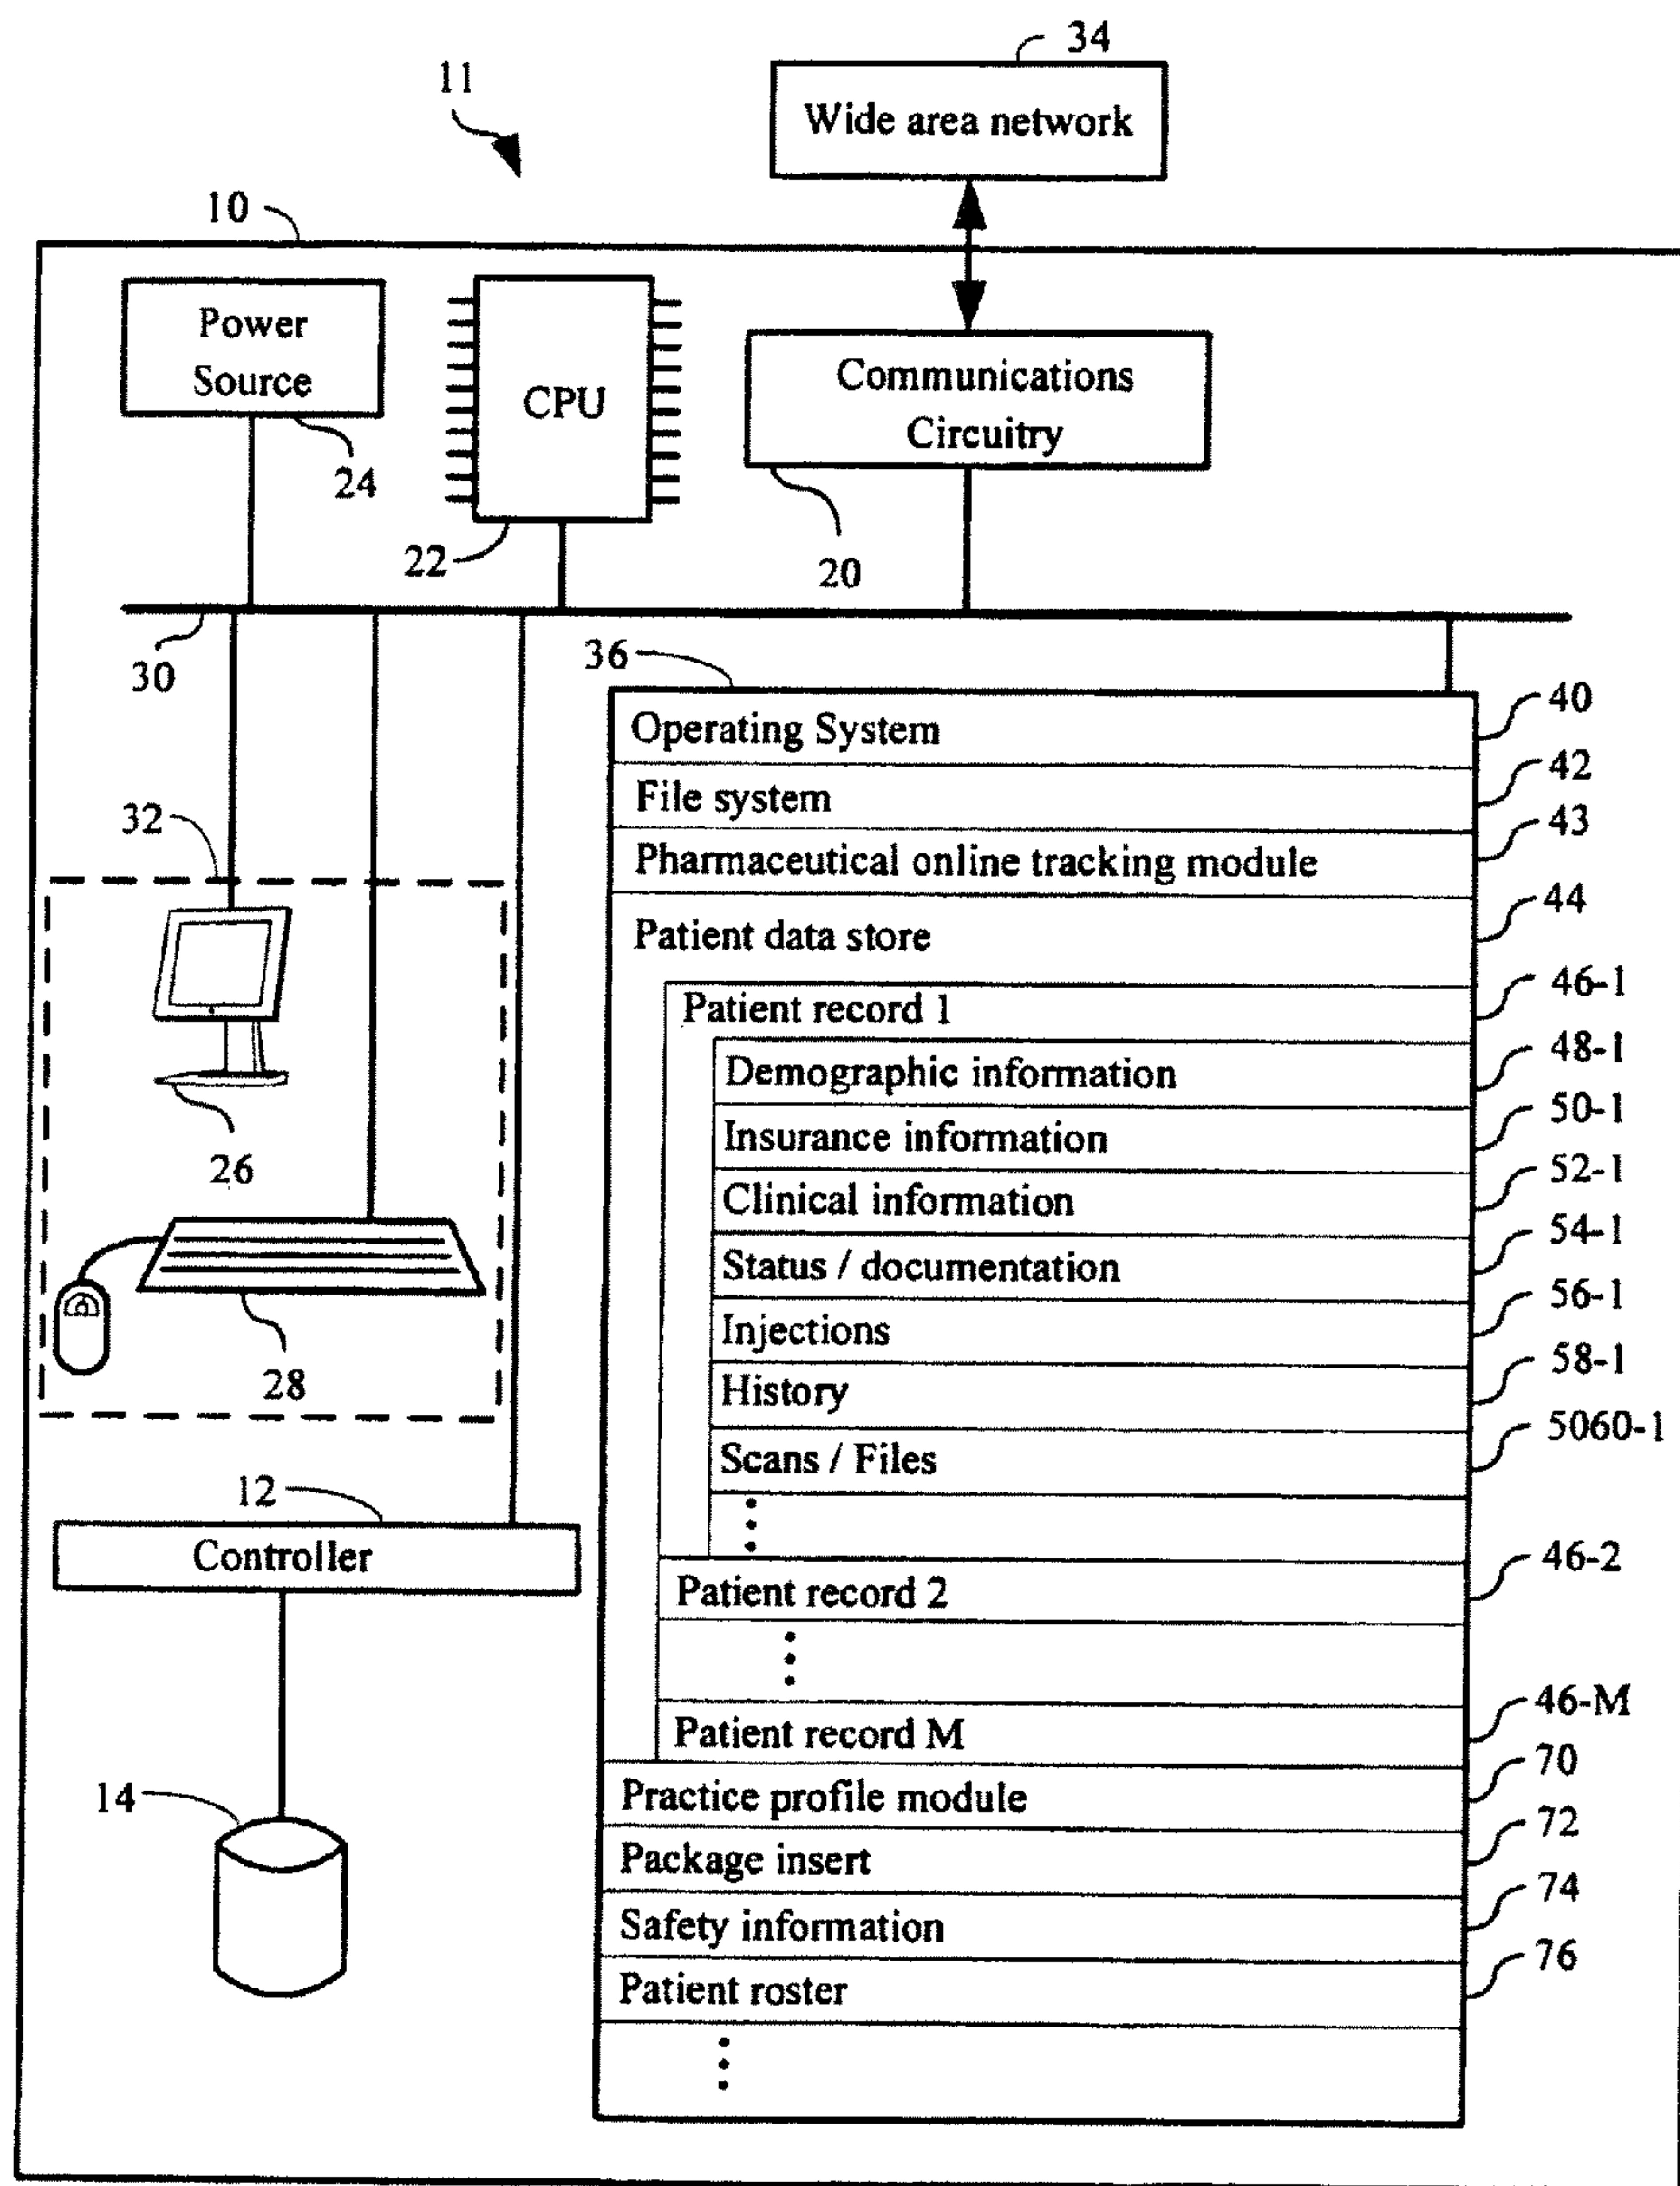 34
11
Wide area network
10
Power
Source
CPU
Communications
Circuitry
24
22
20
30
36
Operating System
40
File system
42
Pharmaceutical online tracking module
43
Patient data store
44
32
Patient record 1
46-1
Demographic information
48-1
Insurance information
50-1
Clinical information
52-1
Status / documentation
54-1
Injections
56-1
History
58-1
Scans / Files
5060-1
26
28
12
Controller
Patient record 2
46-2
Patient record M
46-M
14
Practice profile module
70
Package insert
72
Safety information
74
Patient roster
76